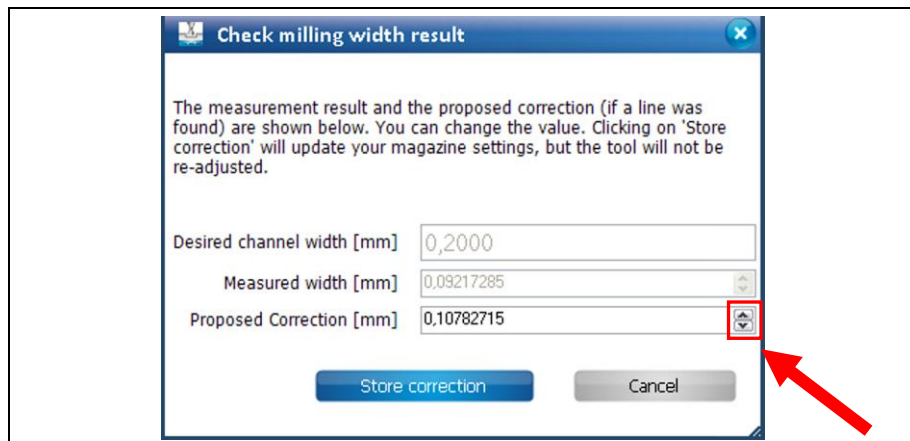 Check milling width result
The measurement result and the proposed correction (if a line was
found) are shown below. You can change the value. Clicking on 'Store
correction' will update your magazine settings, but the tool will not be
re-adjusted.
Desired channel width [mm] 0,2000
Measured width [mm] 0,09217285
Proposed Correction [mm] 0,10782715
Store correction Cancel